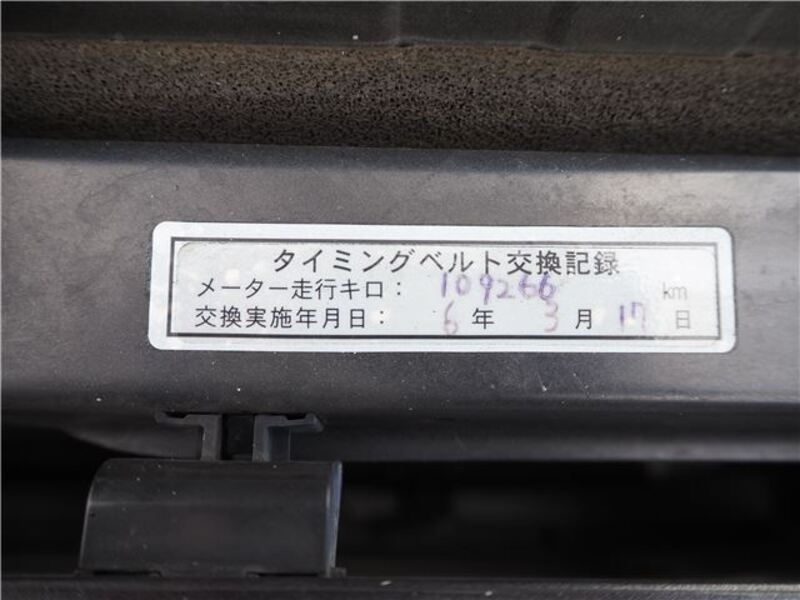 タイミングベルト交換記録
メーター走行キロ： 109266 km
交換実施年月日： 6 年 3 月 17 日